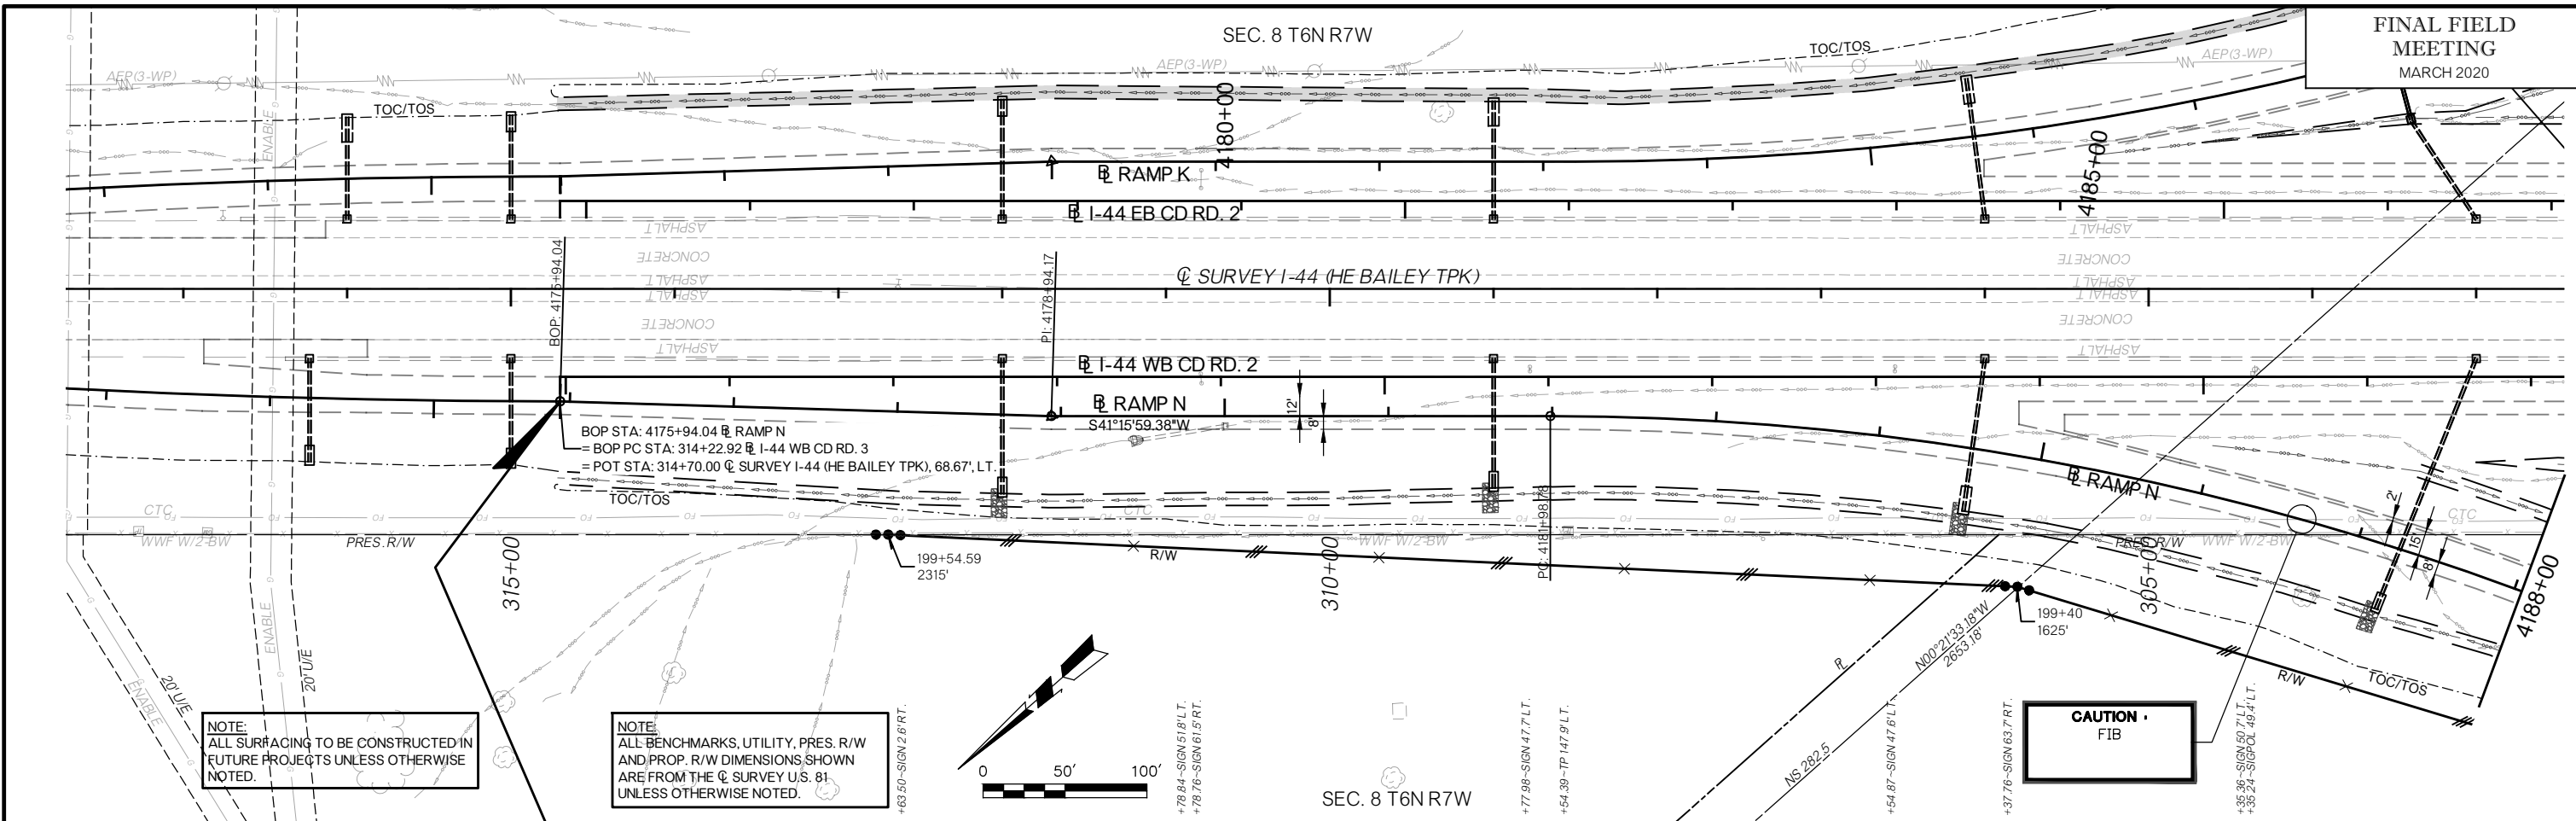 SEC. 8 T6N R7W
FINAL FIELD
MEETING
MARCH 2020
AEP(3-WP)
AEP(3-WP)
AEP(3-WP)
TOC/TOS
TOC/TOS
ENABLE
4180+00
4185+00
℄ RAMP K
℄ I-44 EB CD RD. 2
ASPHALT
ASPHALT
CONCRETE
CONCRETE
ASPHALT
ASPHALT
℄ SURVEY I-44 (HE BAILEY TPK)
ASPHALT
ASPHALT
CONCRETE
CONCRETE
ASPHALT
ASPHALT
BOP: 4175+94.04
PI: 4178+94.17
℄ I-44 WB CD RD. 2
℄ RAMP N
S41°15'59.38"W
12'
8'
BOP STA: 4175+94.04 ℄ RAMP N
= BOP PC STA: 314+22.92 ℄ I-44 WB CD RD. 3
= POT STA: 314+70.00 ℄ SURVEY I-44 (HE BAILEY TPK), 68.67', LT.
TOC/TOS
℄ RAMP N
2'
15'
8'
CTC
CTC
CTC
WWF W/2-BW
PRES. R/W
WWF W/2-BW
PRES. R/W
WWF W/2-BW
PC: 4181+98.78
R/W
199+54.59
2315'
315+00
310+00
305+00
4188+00
199+40
1625'
N00°21'33.18"W
2653.18'
NS 282.5
R/W
TOC/TOS
ENABLE
20' U/E
20' U/E
ENABLE
NOTE:
ALL SURFACING TO BE CONSTRUCTED IN
FUTURE PROJECTS UNLESS OTHERWISE
NOTED.
NOTE:
ALL BENCHMARKS, UTILITY, PRES. R/W
AND PROP. R/W DIMENSIONS SHOWN
ARE FROM THE ℄ SURVEY U.S. 81
UNLESS OTHERWISE NOTED.
0 50' 100'
+63.50~SIGN 2.6' RT.
+78.84~SIGN 51.8' LT.
+78.76~SIGN 61.5' RT.
SEC. 8 T6N R7W
+77.98~SIGN 47.7' LT.
+54.39~TP 147.9' LT.
+54.87~SIGN 47.6' LT.
+37.76~SIGN 63.7' RT.
CAUTION
FIB
+35.36~SIGN 50.7' LT.
+35.24~SIGPOL 49.4' LT.